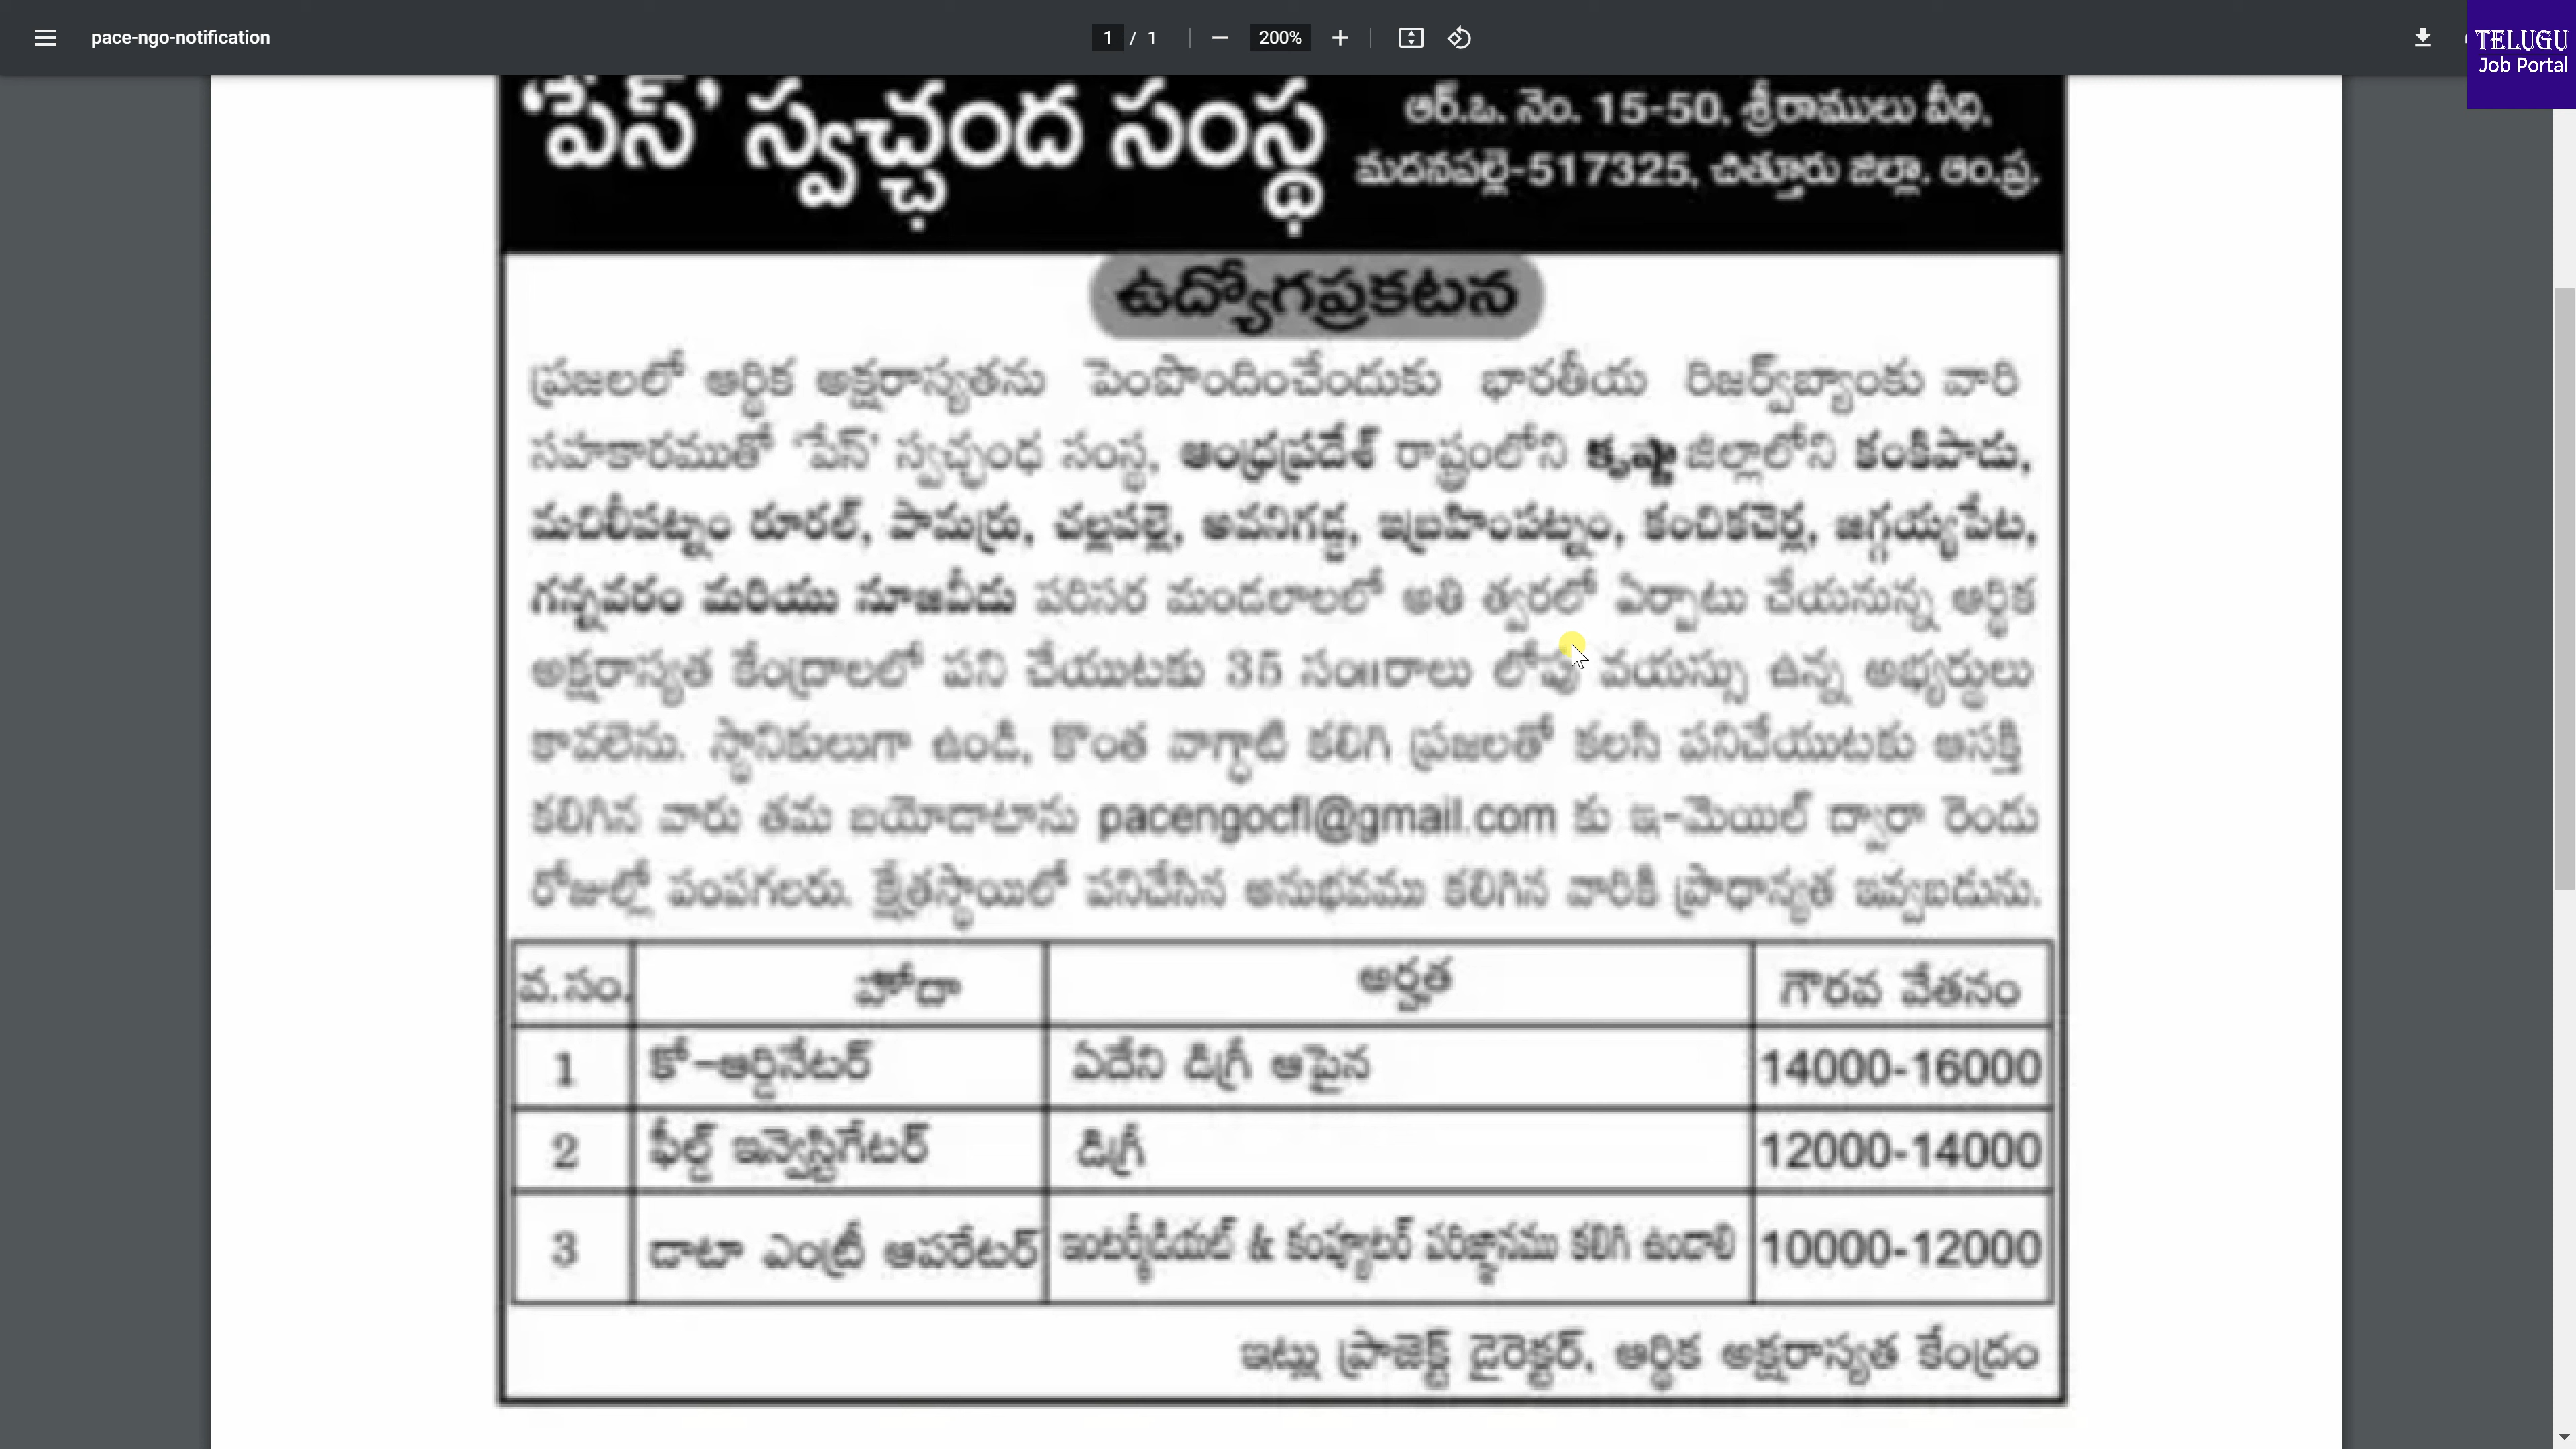 pace-ngo-notification
1 / 1
200%
TELUGU
Job Portal
‘పేస్’ స్వచ్ఛంద సంస్థ
ఆర్.ఒ. నెం. 15-50, శ్రీరాములు వీధి,
మదనపల్లె-517325, చిత్తూరు జిల్లా. ఆం.ప్ర.
ఉద్యోగప్రకటన
ప్రజలలో ఆర్థిక అక్షరాస్యతను పెంపొందించేందుకు భారతీయ రిజర్వ్‌బ్యాంకు వారి
సహకారముతో ‘పేస్’ స్వచ్ఛంధ సంస్థ, ఆంధ్రప్రదేశ్ రాష్ట్రంలోని కృష్ణా జిల్లాలోని కంకిపాడు,
మచిలీపట్నం రూరల్, పామర్రు, చల్లపల్లె, అవనిగడ్డ, ఇబ్రహీంపట్నం, కంచికచెర్ల, జగ్గయ్యపేట,
గన్నవరం మరియు నూజవీడు పరిసర మండలాలలో అతి త్వరలో ఏర్పాటు చేయనున్న ఆర్థిక
అక్షరాస్యత కేంద్రాలలో పని చేయుటకు 35 సం॥రాలు లోపు వయస్సు ఉన్న అభ్యర్థులు
కావలెను. స్థానికులుగా ఉండి, కొంత వాగ్ధాటి కలిగి ప్రజలతో కలసి పనిచేయుటకు ఆసక్తి
కలిగిన వారు తమ బయోడాటాను pacengocfl@gmail.com కు ఇ-మెయిల్ ద్వారా రెండు
రోజుల్లో పంపగలరు. క్షేత్రస్థాయిలో పనిచేసిన అనుభవము కలిగిన వారికి ప్రాధాన్యత ఇవ్వబడును.
వ.సం. హోదా అర్హత గౌరవ వేతనం
1 కో-ఆర్డినేటర్ ఏదేని డిగ్రీ ఆపైన 14000-16000
2 ఫీల్డ్ ఇన్వెస్టిగేటర్ డిగ్రీ 12000-14000
3 డాటా ఎంట్రీ ఆపరేటర్ ఇంటర్మీడియట్ & కంప్యూటర్ పరిజ్ఞానము కలిగి ఉండాలి 10000-12000
ఇట్లు ప్రాజెక్ట్ డైరెక్టర్, ఆర్థిక అక్షరాస్యత కేంద్రం